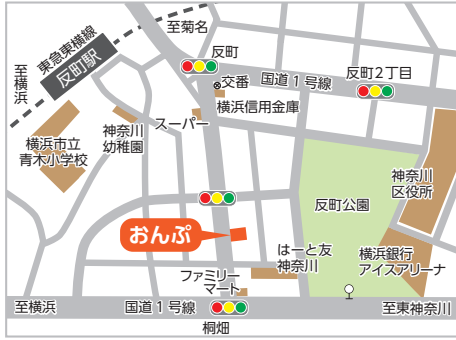 至菊名
東急東横線
反町駅
至横浜
反町
交番
国道1号線
反町2丁目
横浜信用金庫
スーパー
神奈川
幼稚園
横浜市立
青木小学校
神奈川
区役所
反町公園
おんぷ
はーと友
神奈川
横浜銀行
アイスアリーナ
ファミリー
マート
至横浜
国道1号線
至東神奈川
桐畑